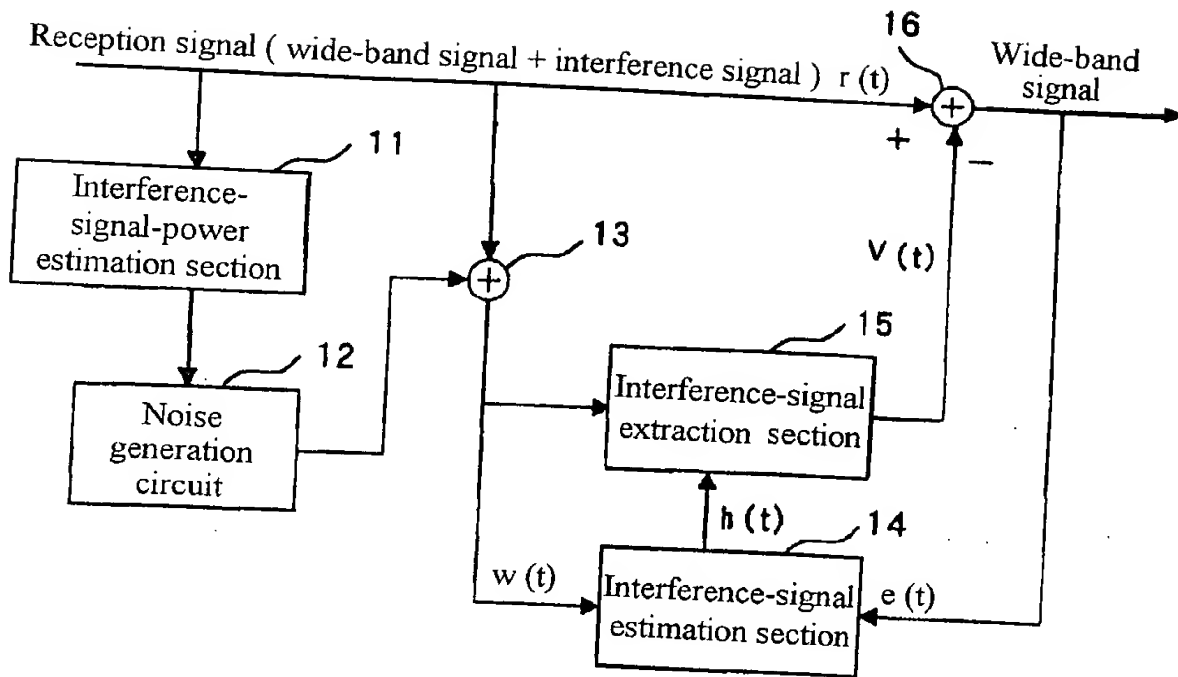 Reception signal ( wide-band signal + interference signal ) r (t)
16
Wide-band
signal
+
+
−
11
Interference-
signal-power
estimation section
13
+
V (t)
12
Noise
generation
circuit
15
Interference-signal
extraction section
h (t)
14
w (t)
Interference-signal
estimation section
e (t)